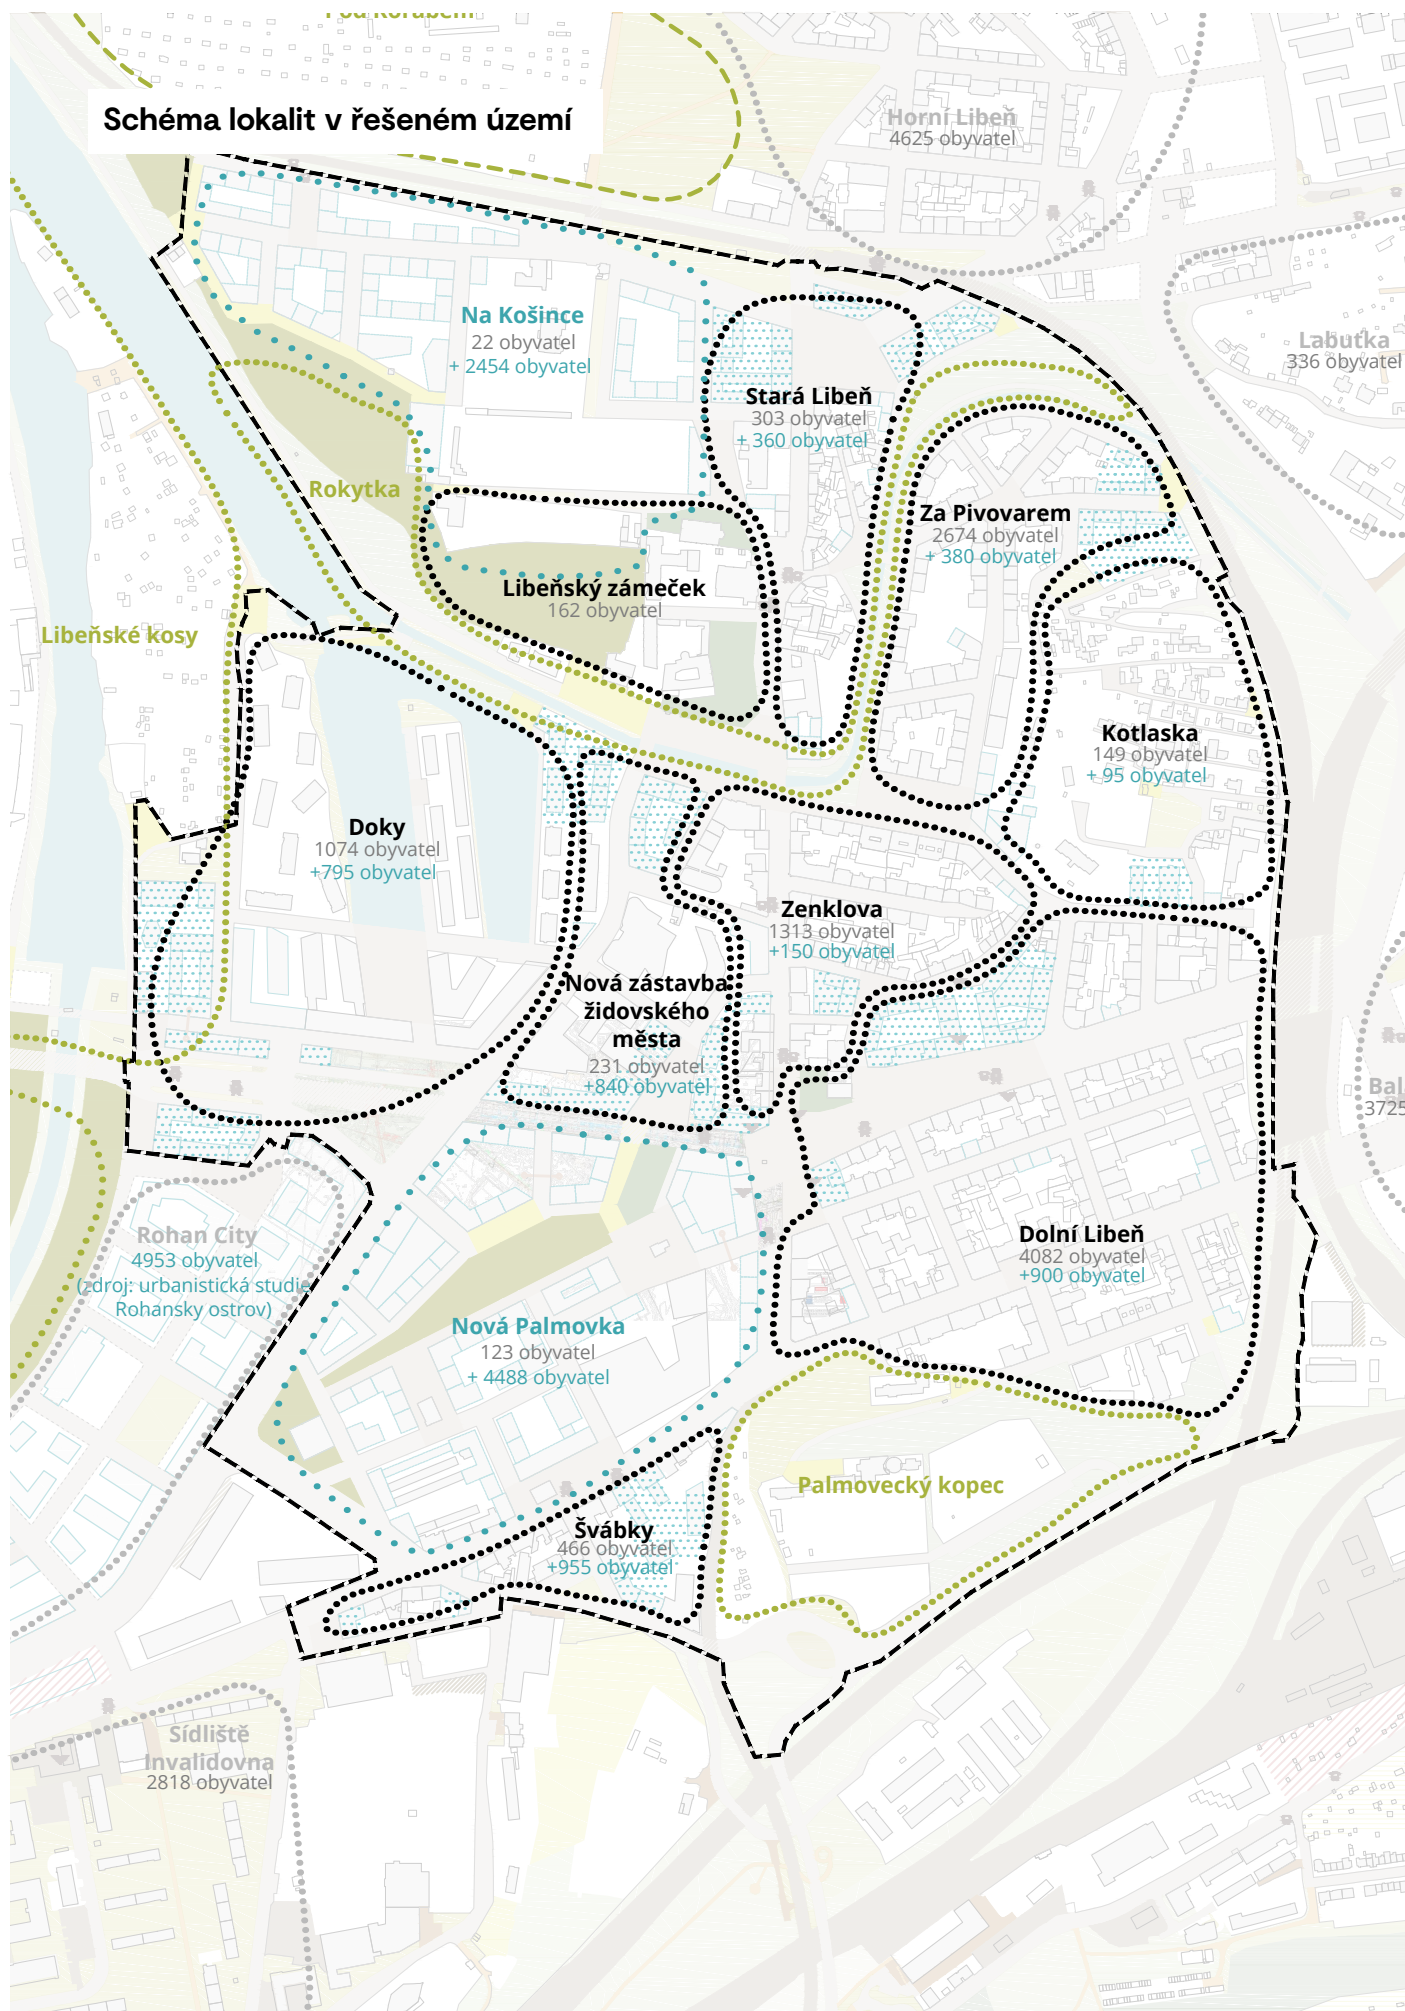 Pod Korábem
Schéma lokalit v řešeném území
Horní Libeň
4625 obyvatel
Na Košince
22 obyvatel
+ 2454 obyvatel
Labuťka
336 obyvatel
Stará Libeň
303 obyvatel
+ 360 obyvatel
Rokytka
Za Pivovarem
2674 obyvatel
+ 380 obyvatel
Libeňský zámeček
162 obyvatel
Libeňské kosy
Kotlaska
149 obyvatel
+ 95 obyvatel
Doky
1074 obyvatel
+795 obyvatel
Zenklova
1313 obyvatel
+150 obyvatel
Nová zástavba
židovského
města
231 obyvatel
+840 obyvatel
3725
Rohan City
4953 obyvatel
(zdroj: urbanistická studie
Rohansky ostrov)
Dolní Libeň
4082 obyvatel
+900 obyvatel
Nová Palmovka
123 obyvatel
+ 4488 obyvatel
Palmovecký kopec
Švábky
466 obyvatel
+955 obyvatel
Sídliště
Invalidovna
2818 obyvatel